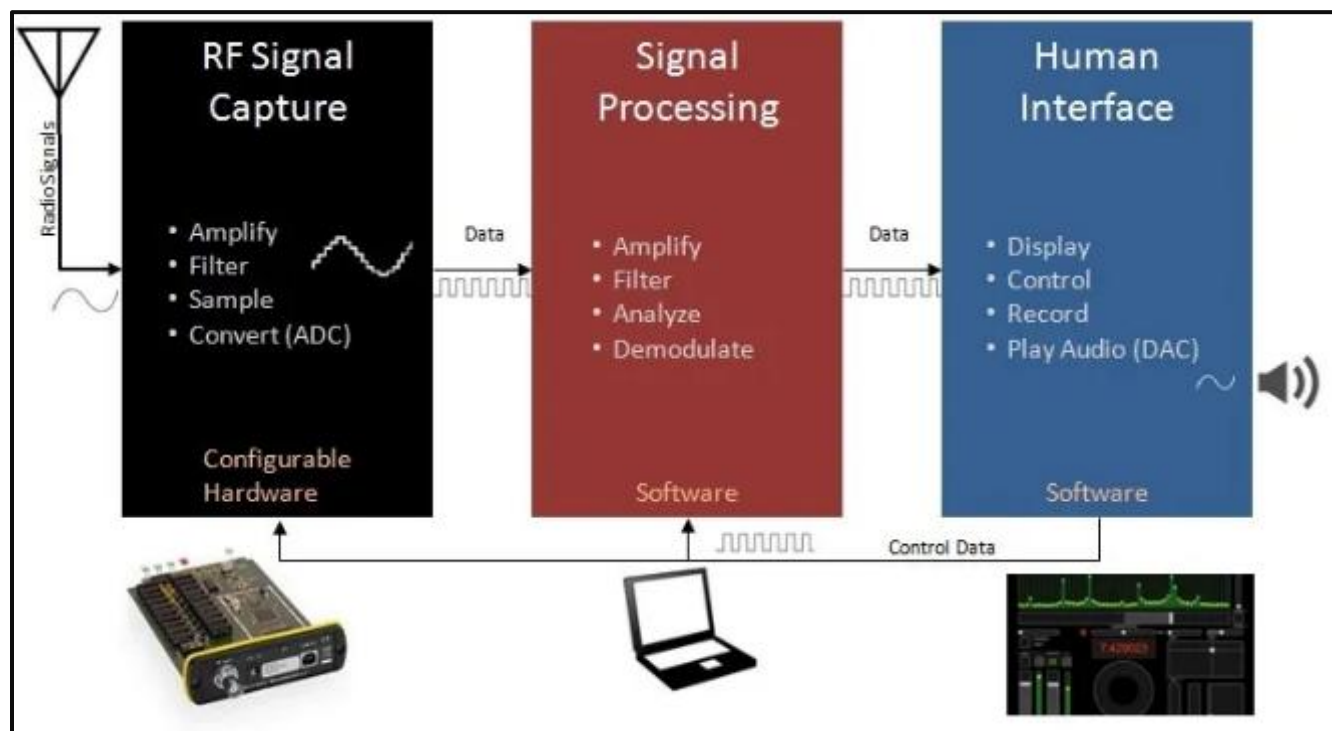 RF Signal
Capture
RadioSignals
• Amplify
• Filter
• Sample
• Convert (ADC)
Configurable
Hardware
Data
Signal
Processing
• Amplify
• Filter
• Analyze
• Demodulate
Software
Data
Human
Interface
• Display
• Control
• Record
• Play Audio (DAC)
Software
Control Data